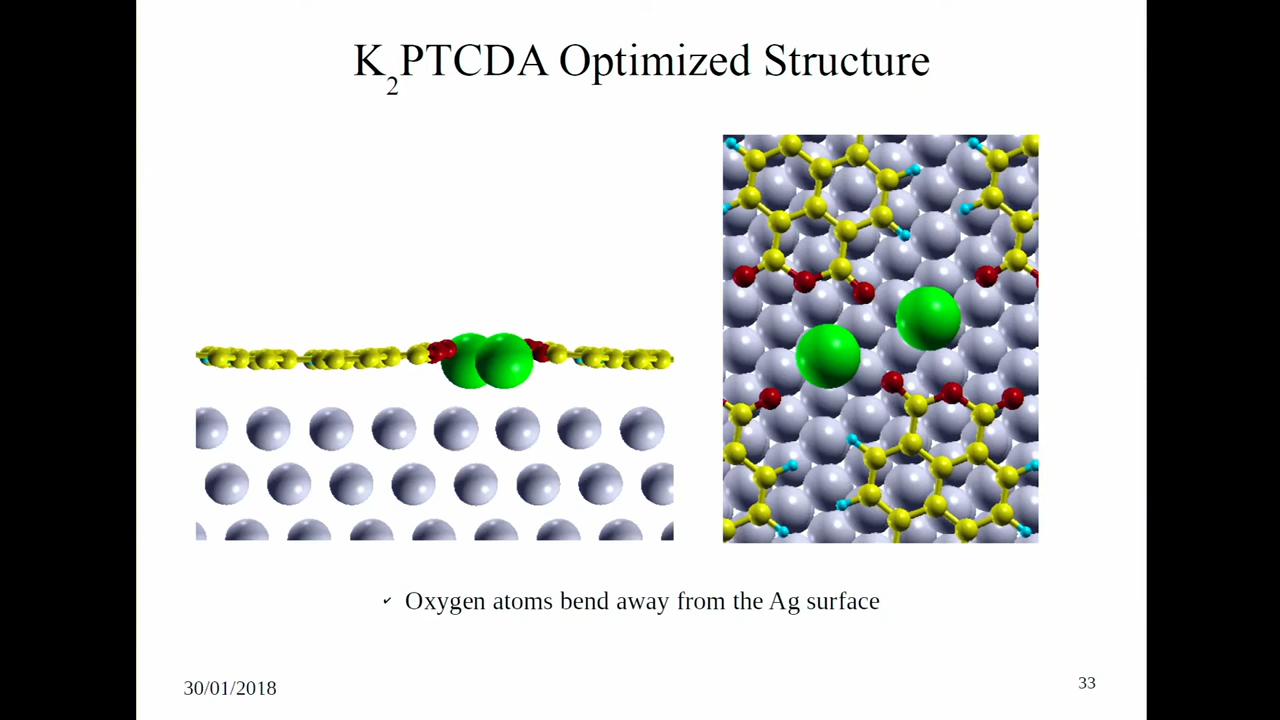 K₂PTCDA Optimized Structure
✓ Oxygen atoms bend away from the Ag surface
30/01/2018
33